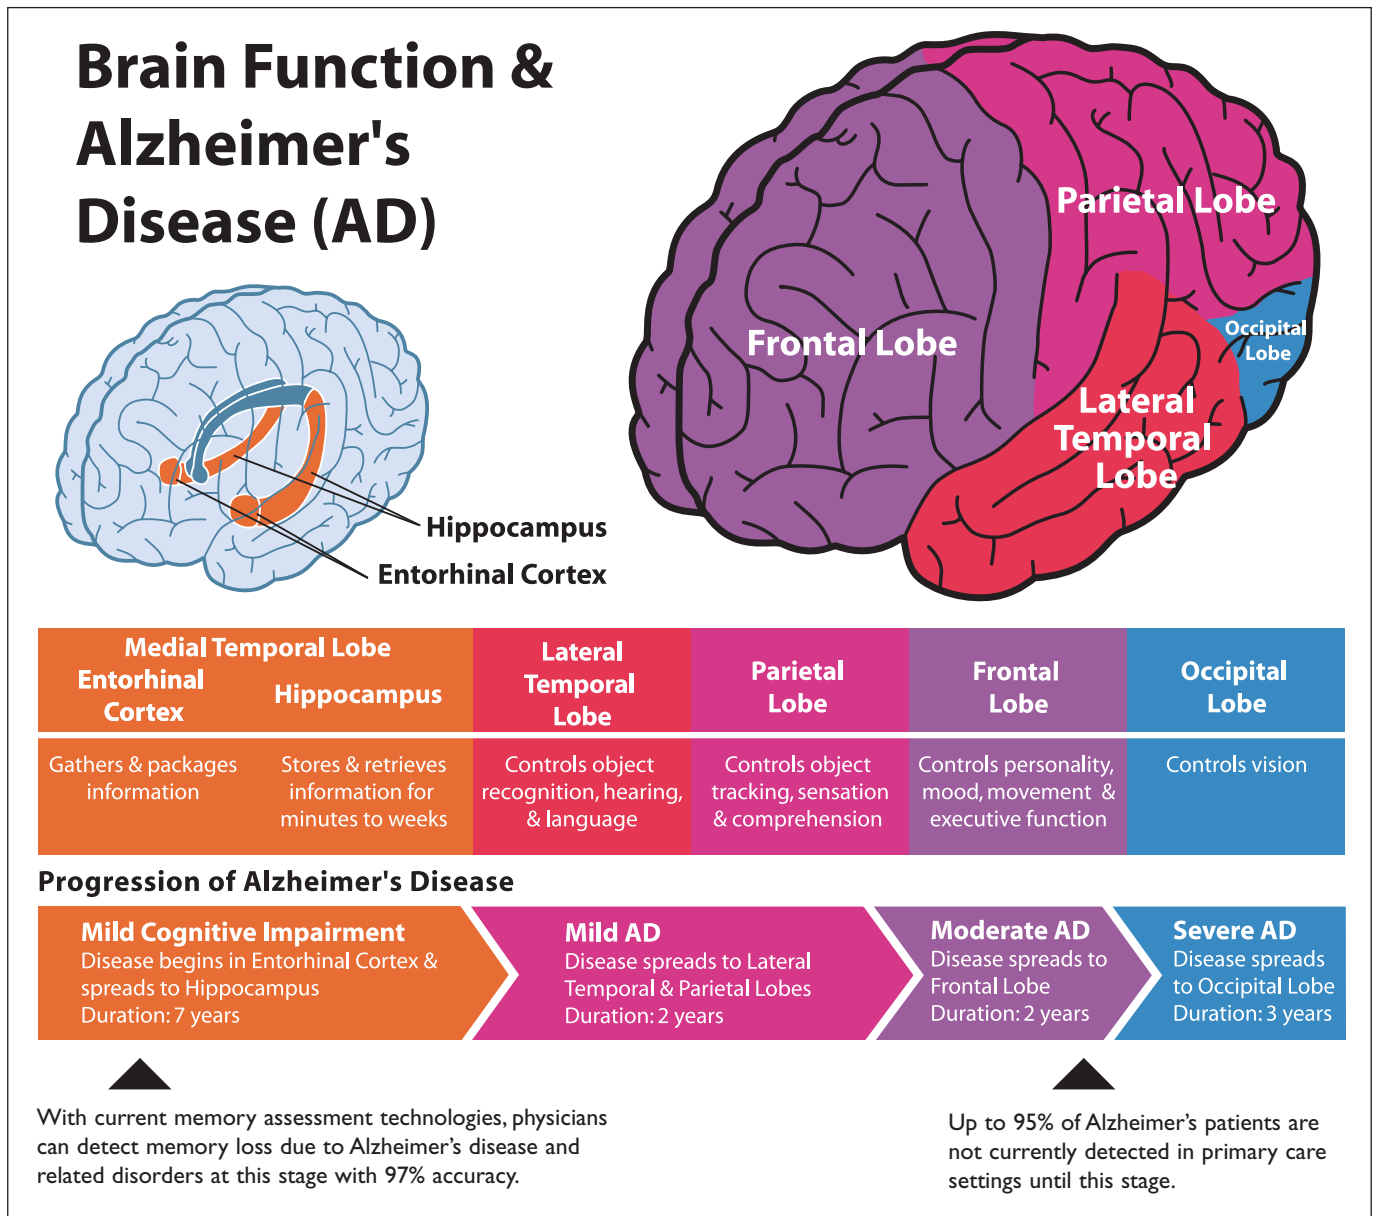 Brain Function &
Alzheimer's
Disease (AD)
Parietal Lobe
Frontal Lobe
Occipital
Lobe
Lateral
Temporal
Lobe
Hippocampus
Entorhinal Cortex
Medial Temporal Lobe
Entorhinal
Cortex
Hippocampus
Lateral
Temporal
Lobe
Parietal
Lobe
Frontal
Lobe
Occipital
Lobe
Gathers & packages
information
Stores & retrieves
information for
minutes to weeks
Controls object
recognition, hearing,
& language
Controls object
tracking, sensation
& comprehension
Controls personality,
mood, movement &
executive function
Controls vision
Progression of Alzheimer's Disease
Mild Cognitive Impairment
Disease begins in Entorhinal Cortex &
spreads to Hippocampus
Duration: 7 years
Mild AD
Disease spreads to Lateral
Temporal & Parietal Lobes
Duration: 2 years
Moderate AD
Disease spreads to
Frontal Lobe
Duration: 2 years
Severe AD
Disease spreads
to Occipital Lobe
Duration: 3 years
With current memory assessment technologies, physicians
can detect memory loss due to Alzheimer’s disease and
related disorders at this stage with 97% accuracy.
Up to 95% of Alzheimer’s patients are
not currently detected in primary care
settings until this stage.